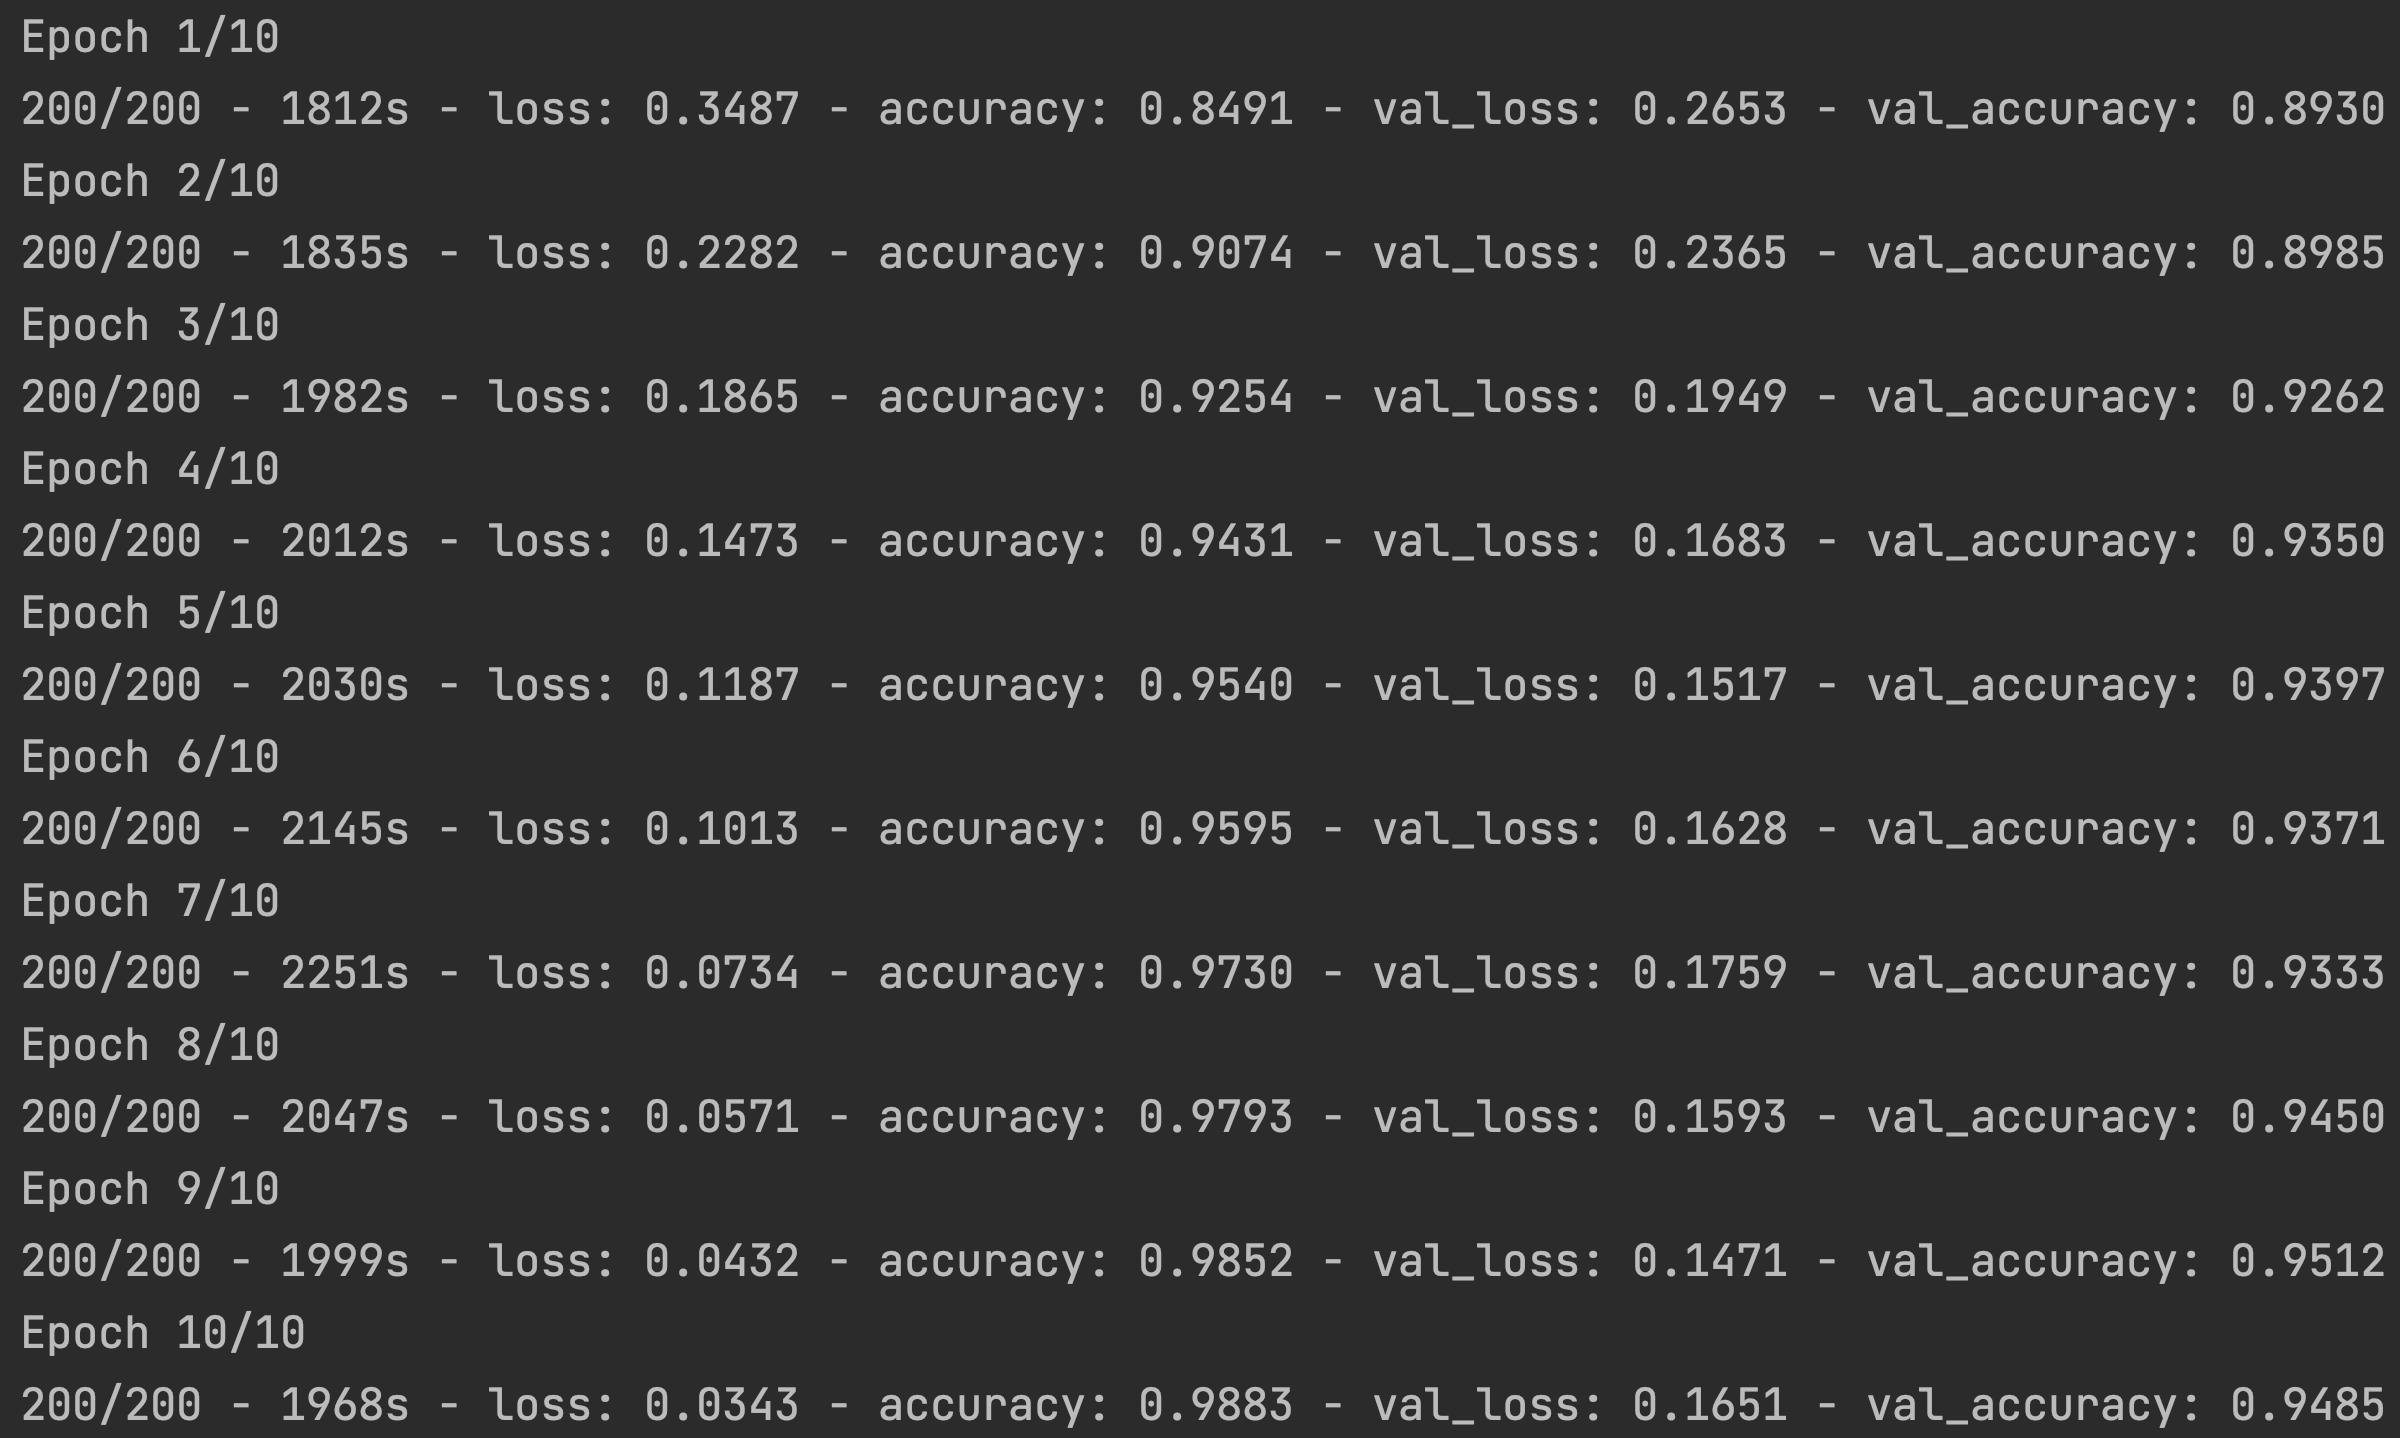 Epoch 1/10
200/200 - 1812s - loss: 0.3487 - accuracy: 0.8491 - val_loss: 0.2653 - val_accuracy: 0.8930
Epoch 2/10
200/200 - 1835s - loss: 0.2282 - accuracy: 0.9074 - val_loss: 0.2365 - val_accuracy: 0.8985
Epoch 3/10
200/200 - 1982s - loss: 0.1865 - accuracy: 0.9254 - val_loss: 0.1949 - val_accuracy: 0.9262
Epoch 4/10
200/200 - 2012s - loss: 0.1473 - accuracy: 0.9431 - val_loss: 0.1683 - val_accuracy: 0.9350
Epoch 5/10
200/200 - 2030s - loss: 0.1187 - accuracy: 0.9540 - val_loss: 0.1517 - val_accuracy: 0.9397
Epoch 6/10
200/200 - 2145s - loss: 0.1013 - accuracy: 0.9595 - val_loss: 0.1628 - val_accuracy: 0.9371
Epoch 7/10
200/200 - 2251s - loss: 0.0734 - accuracy: 0.9730 - val_loss: 0.1759 - val_accuracy: 0.9333
Epoch 8/10
200/200 - 2047s - loss: 0.0571 - accuracy: 0.9793 - val_loss: 0.1593 - val_accuracy: 0.9450
Epoch 9/10
200/200 - 1999s - loss: 0.0432 - accuracy: 0.9852 - val_loss: 0.1471 - val_accuracy: 0.9512
Epoch 10/10
200/200 - 1968s - loss: 0.0343 - accuracy: 0.9883 - val_loss: 0.1651 - val_accuracy: 0.9485